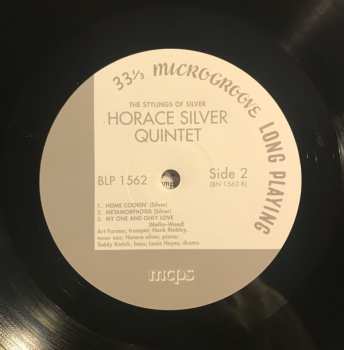 33⅓ MICROGROOVE LONG PLAYING
THE STYLINGS OF SILVER
HORACE SILVER
QUINTET
BLP 1562 Side 2
(BN 1562 B)
1. HOME COOKIN' (Silver)
2. METAMORPHOSIS (Silver)
3. MY ONE AND ONLY LOVE
(Mellin-Wood)
Art Farmer, trumpet; Hank Mobley,
tenor sax; Horace Silver, piano;
Teddy Kotick, bass; Louis Hayes, drums.
mcps